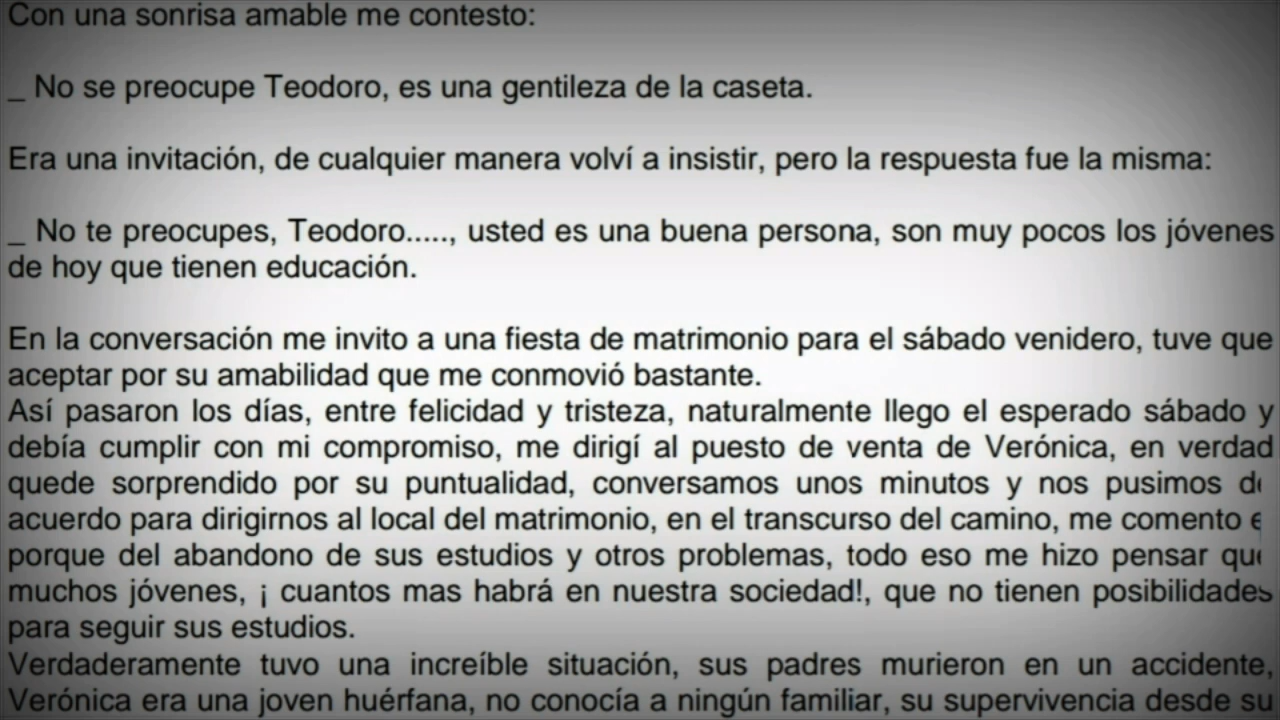 Con una sonrisa amable me contesto:
_ No se preocupe Teodoro, es una gentileza de la caseta.
Era una invitación, de cualquier manera volví a insistir, pero la respuesta fue la misma:
_ No te preocupes, Teodoro....., usted es una buena persona, son muy pocos los jóvenes
de hoy que tienen educación.
En la conversación me invito a una fiesta de matrimonio para el sábado venidero, tuve que
aceptar por su amabilidad que me conmovió bastante.
Así pasaron los días, entre felicidad y tristeza, naturalmente llego el esperado sábado y
debía cumplir con mi compromiso, me dirigí al puesto de venta de Verónica, en verdad
quede sorprendido por su puntualidad, conversamos unos minutos y nos pusimos de
acuerdo para dirigirnos al local del matrimonio, en el transcurso del camino, me comento
porque del abandono de sus estudios y otros problemas, todo eso me hizo pensar que
muchos jóvenes, ¡ cuantos mas habrá en nuestra sociedad!, que no tienen posibilidades
para seguir sus estudios.
Verdaderamente tuvo una increíble situación, sus padres murieron en un accidente,
Verónica era una joven huérfana, no conocía a ningún familiar, su supervivencia desde su